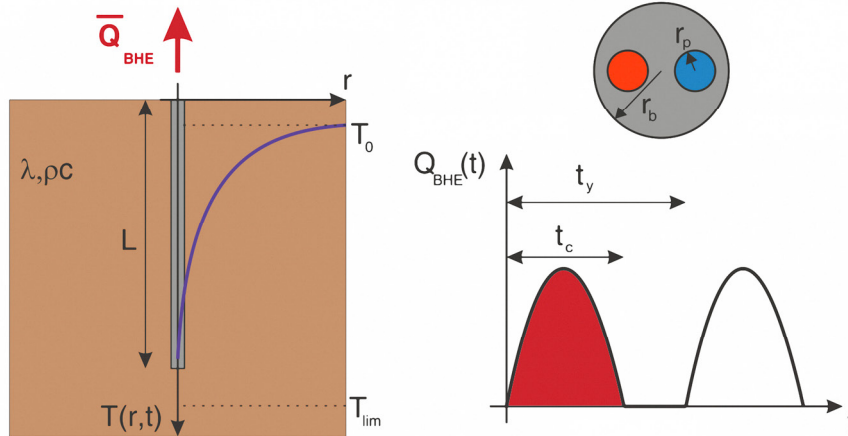 Q̅ BHE
r
T0
λ,ρc
L
T(r,t)
Tlim
rp
rb
QBHE(t)
ty
tc